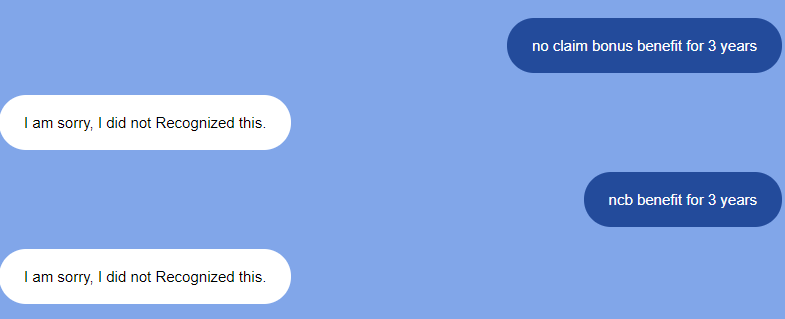 no claim bonus benefit for 3 years
I am sorry, I did not Recognized this.
ncb benefit for 3 years
I am sorry, I did not Recognized this.